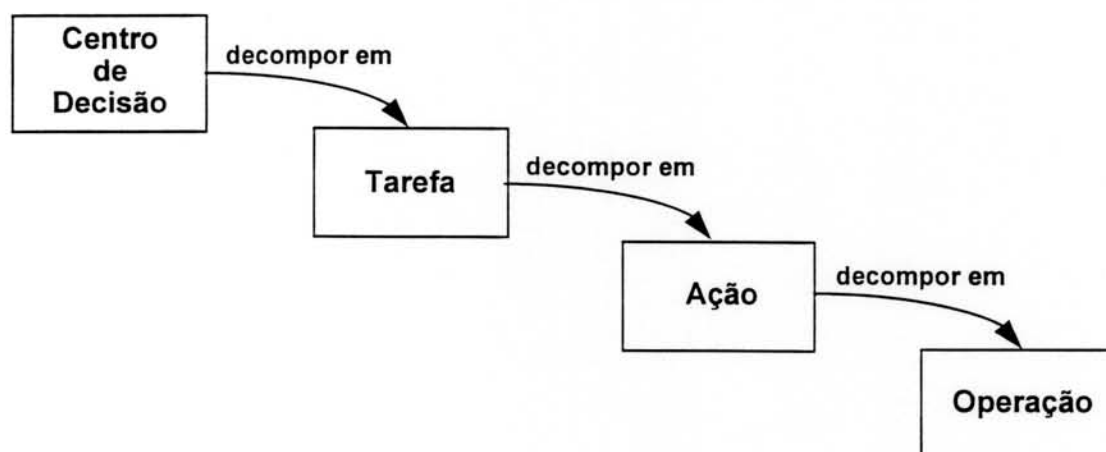 Centro
de
Decisão
decompor em
Tarefa
decompor em
Ação
decompor em
Operação